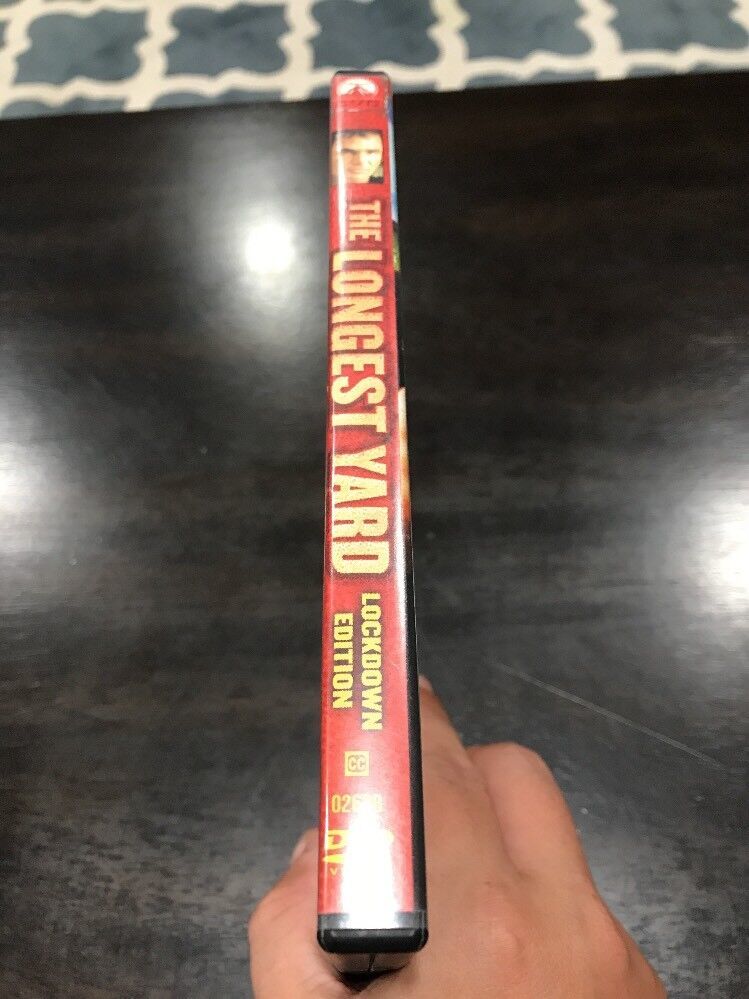 THE LONGEST YARD
LOCKDOWN
EDITION
CC